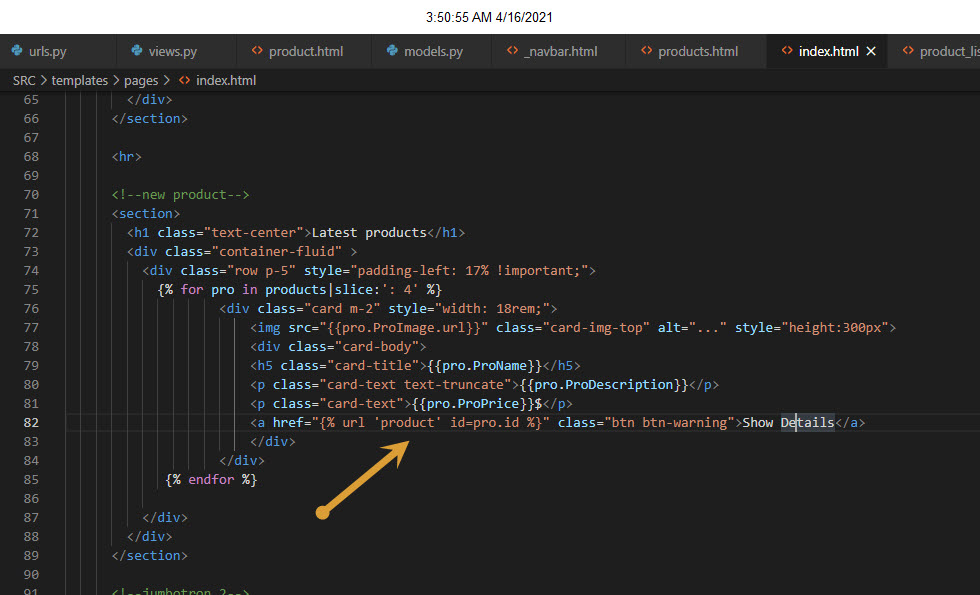 3:50:55 AM 4/16/2021
urls.py views.py <> product.html models.py <> _navbar.html <> products.html <> index.html × <> product_lis
SRC > templates > pages > <> index.html
65 </div>
66 </section>
67
68 <hr>
69
70 <!--new product-->
71 <section>
72 <h1 class="text-center">Latest products</h1>
73 <div class="container-fluid" >
74 <div class="row p-5" style="padding-left: 17% !important;">
75 {% for pro in products|slice:': 4' %}
76 <div class="card m-2" style="width: 18rem;">
77 <img src="{{pro.ProImage.url}}" class="card-img-top" alt="..." style="height:300px">
78 <div class="card-body">
79 <h5 class="card-title">{{pro.ProName}}</h5>
80 <p class="card-text text-truncate">{{pro.ProDescription}}</p>
81 <p class="card-text">{{pro.ProPrice}}$</p>
82 <a href="{% url 'product' id=pro.id %}" class="btn btn-warning">Show Details</a>
83 </div>
84 </div>
85 {% endfor %}
86
87 </div>
88 </div>
89 </section>
90
91 <!--jumbotron 2-->